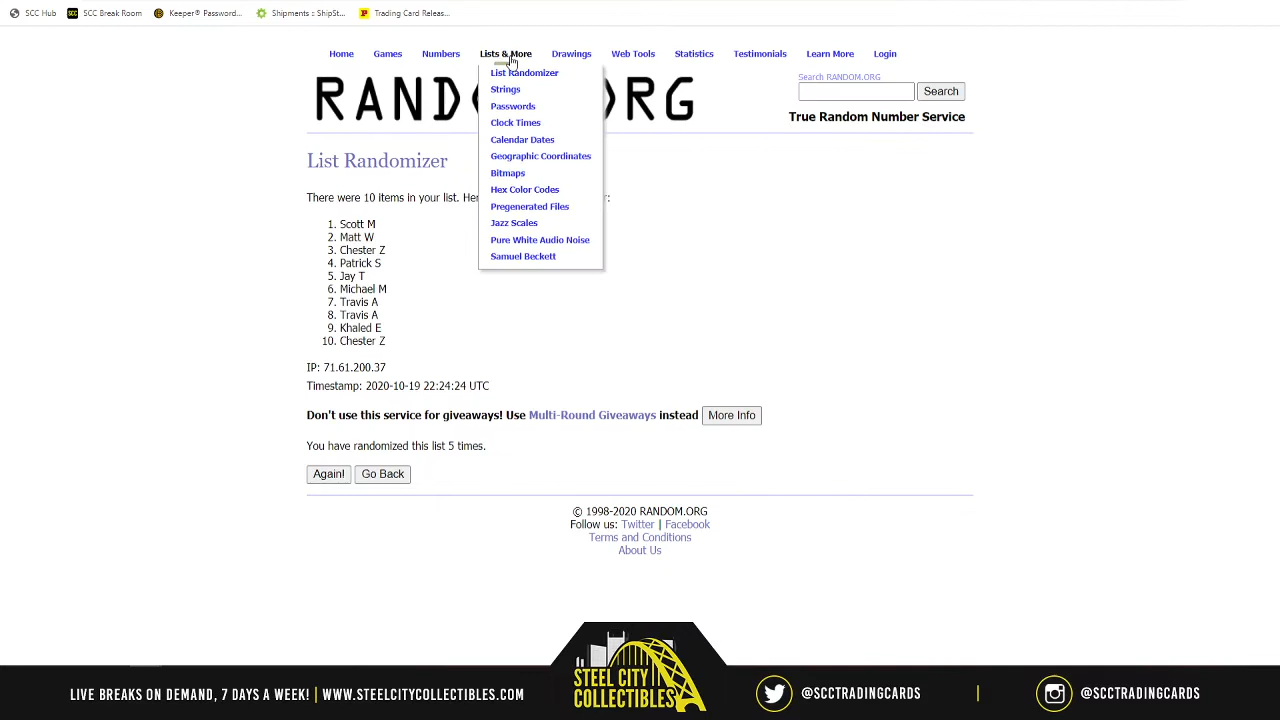 SCC Hub SCC Break Room Keeper® Password... Shipments :: ShipSt... Trading Card Releas...
Home Games Numbers Lists & More Drawings Web Tools Statistics Testimonials Learn More Login
List Randomizer
Strings
Passwords
Clock Times
Calendar Dates
Geographic Coordinates
Bitmaps
Hex Color Codes
Pregenerated Files
Jazz Scales
Pure White Audio Noise
Samuel Beckett
Search RANDOM.ORG
Search
True Random Number Service
List Randomizer
There were 10 items in your list.
1. Scott M
2. Matt W
3. Chester Z
4. Patrick S
5. Jay T
6. Michael M
7. Travis A
8. Travis A
9. Khaled E
10. Chester Z
IP: 71.61.200.37
Timestamp: 2020-10-19 22:24:24 UTC
Don't use this service for giveaways! Use Multi-Round Giveaways instead More Info
You have randomized this list 5 times.
Again! Go Back
© 1998-2020 RANDOM.ORG
Follow us: Twitter | Facebook
Terms and Conditions
About Us
LIVE BREAKS ON DEMAND, 7 DAYS A WEEK! | WWW.STEELCITYCOLLECTIBLES.COM
STEEL CITY
COLLECTIBLES
@SCCTRADINGCARDS | @SCCTRADINGCARDS